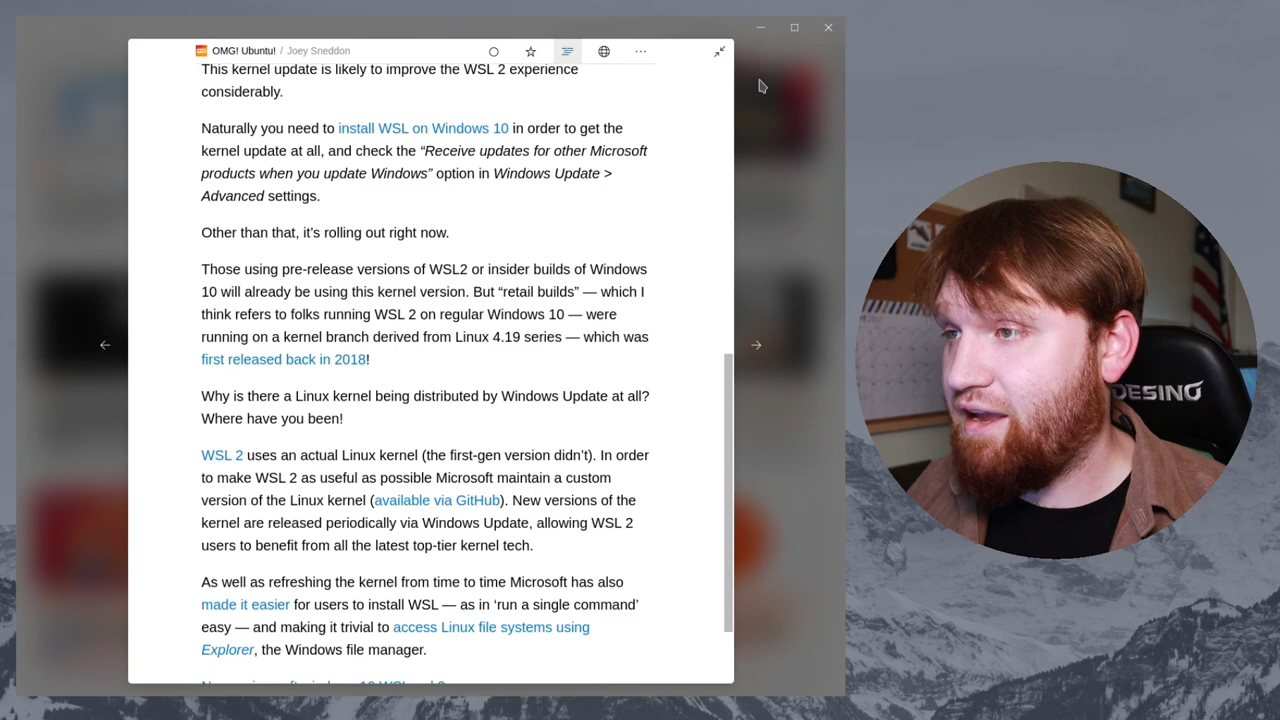 OMG! Ubuntu! / Joey Sneddon
This kernel update is likely to improve the WSL 2 experience
considerably.
Naturally you need to install WSL on Windows 10 in order to get the
kernel update at all, and check the “Receive updates for other Microsoft
products when you update Windows” option in Windows Update >
Advanced settings.
Other than that, it’s rolling out right now.
Those using pre-release versions of WSL2 or insider builds of Windows
10 will already be using this kernel version. But “retail builds” — which I
think refers to folks running WSL 2 on regular Windows 10 — were
running on a kernel branch derived from Linux 4.19 series — which was
first released back in 2018!
Why is there a Linux kernel being distributed by Windows Update at all?
Where have you been!
WSL 2 uses an actual Linux kernel (the first-gen version didn’t). In order
to make WSL 2 as useful as possible Microsoft maintain a custom
version of the Linux kernel (available via GitHub). New versions of the
kernel are released periodically via Windows Update, allowing WSL 2
users to benefit from all the latest top-tier kernel tech.
As well as refreshing the kernel from time to time Microsoft has also
made it easier for users to install WSL — as in ‘run a single command’
easy — and making it trivial to access Linux file systems using
Explorer, the Windows file manager.
DESINO